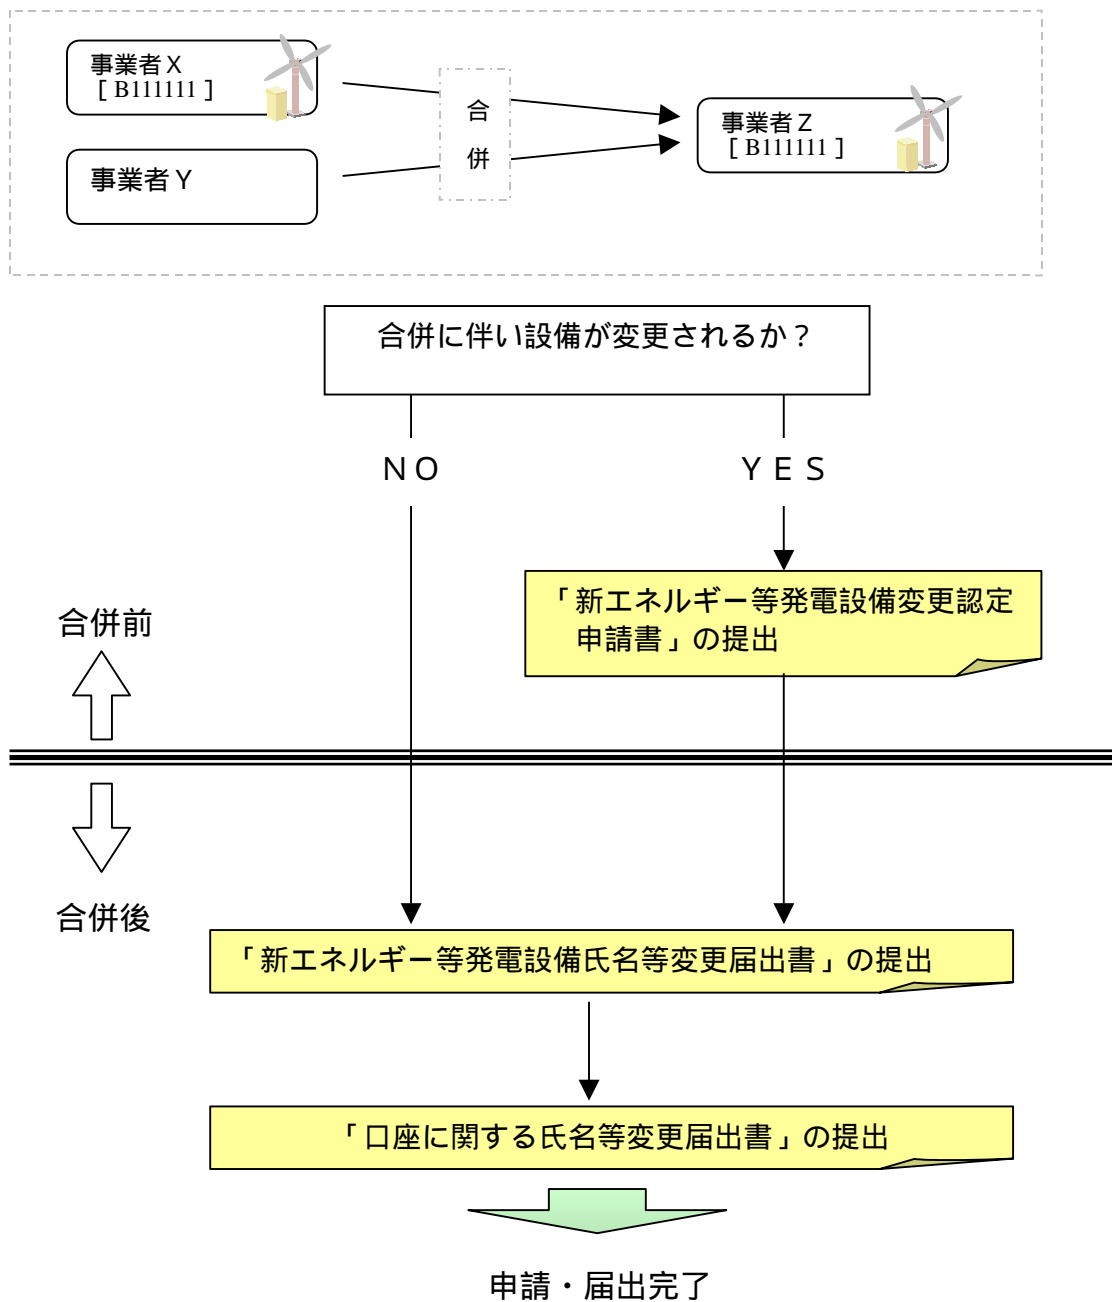 事業者Ｘ
［ B111111 ］
事業者Ｙ
合
併
事業者Ｚ
［ B111111 ］
合併に伴い設備が変更されるか？
ＮＯ
ＹＥＳ
「新エネルギー等発電設備変更認定
申請書」の提出
合併前
合併後
「新エネルギー等発電設備氏名等変更届出書」の提出
「口座に関する氏名等変更届出書」の提出
申請・届出完了